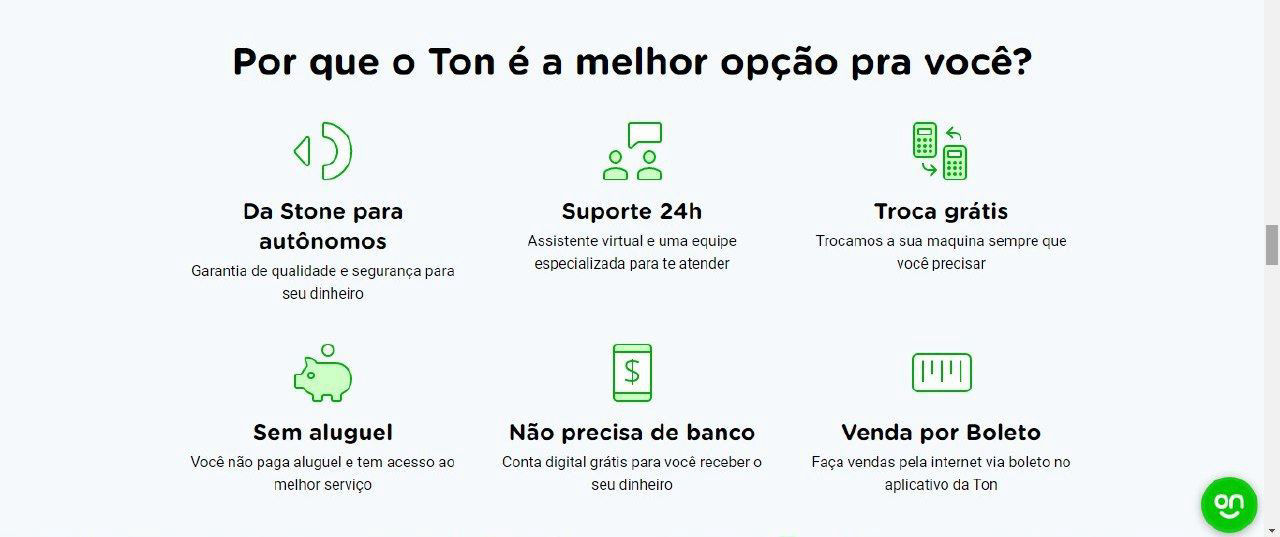 Por que o Ton é a melhor opção pra você?
Da Stone para
autônomos
Garantia de qualidade e segurança para
seu dinheiro
Suporte 24h
Assistente virtual e uma equipe
especializada para te atender
Troca grátis
Trocamos a sua maquina sempre que
você precisar
Sem aluguel
Você não paga aluguel e tem acesso ao
melhor serviço
$
Não precisa de banco
Conta digital grátis para você receber o
seu dinheiro
Venda por Boleto
Faça vendas pela internet via boleto no
aplicativo da Ton
on